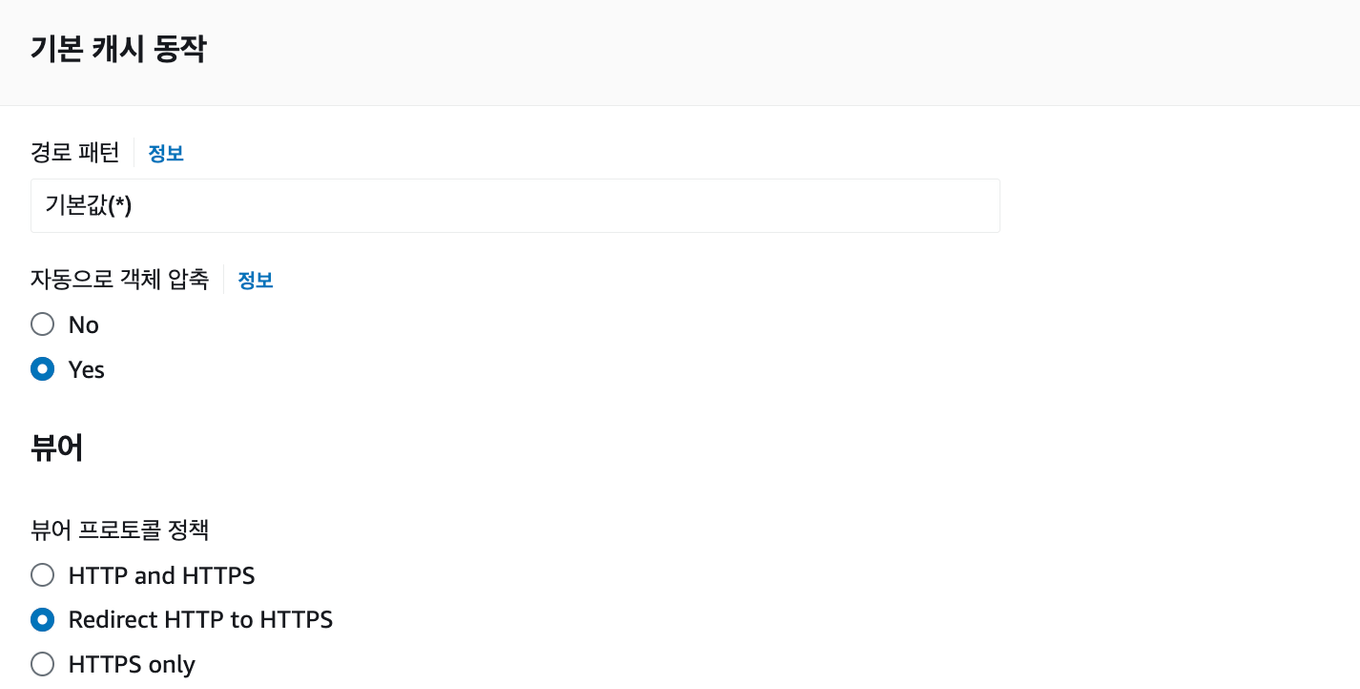 기본 캐시 동작
경로 패턴 정보
기본값(*)
자동으로 객체 압축 정보
No
Yes
뷰어
뷰어 프로토콜 정책
HTTP and HTTPS
Redirect HTTP to HTTPS
HTTPS only